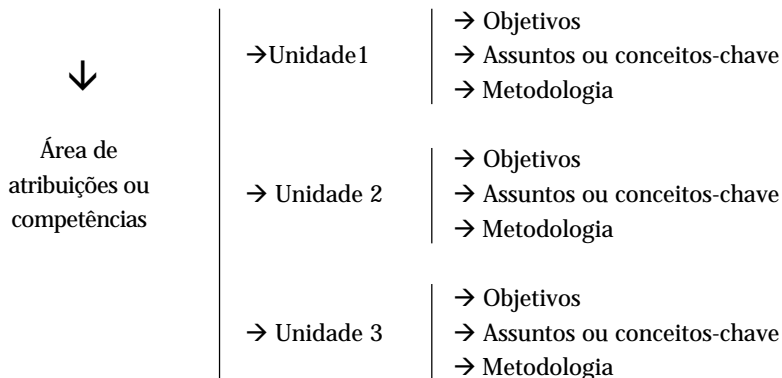 ↓
Área de
atribuições ou
competências
→Unidade1
→ Objetivos
→ Assuntos ou conceitos-chave
→ Metodologia
→ Unidade 2
→ Objetivos
→ Assuntos ou conceitos-chave
→ Metodologia
→ Unidade 3
→ Objetivos
→ Assuntos ou conceitos-chave
→ Metodologia